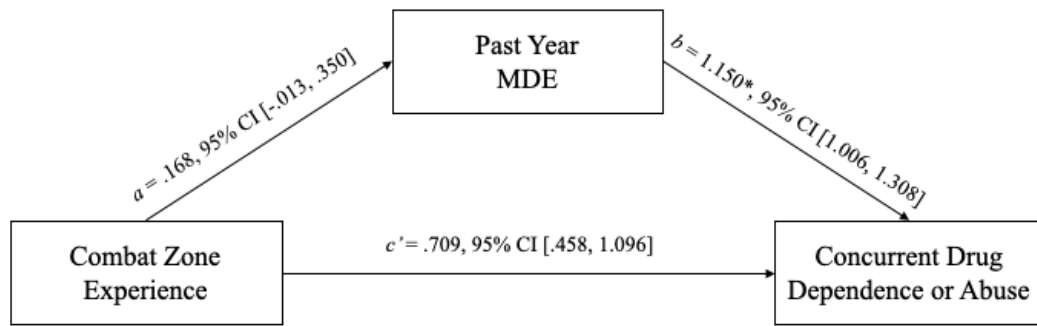 Past Year
MDE
a = .168, 95% CI [-.013, .350]
b = 1.150*, 95% CI [1.006, 1.308]
Combat Zone
Experience
c’ = .709, 95% CI [.458, 1.096]
Concurrent Drug
Dependence or Abuse